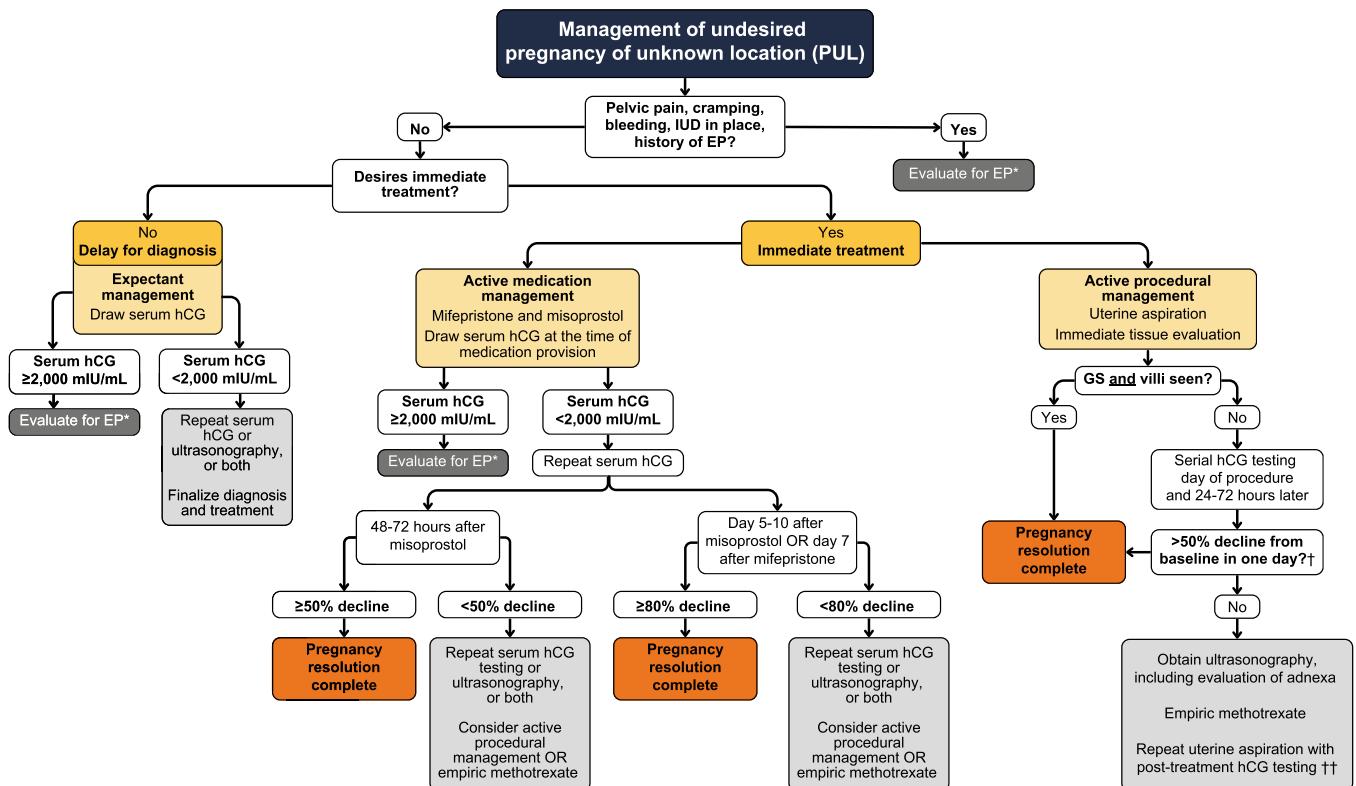 Management of undesired
pregnancy of unknown location (PUL)
Pelvic pain, cramping,
bleeding, IUD in place,
history of EP?
No
Yes
Evaluate for EP*
Desires immediate
treatment?
No
Delay for diagnosis
Expectant
management
Draw serum hCG
Serum hCG
≥2,000 mIU/mL
Evaluate for EP*
Serum hCG
<2,000 mIU/mL
Repeat serum
hCG or
ultrasonography,
or both
Finalize diagnosis
and treatment
Yes
Immediate treatment
Active medication
management
Mifepristone and misoprostol
Draw serum hCG at the time of
medication provision
Serum hCG
≥2,000 mIU/mL
Evaluate for EP*
Serum hCG
<2,000 mIU/mL
Repeat serum hCG
48-72 hours after
misoprostol
≥50% decline
Pregnancy
resolution
complete
<50% decline
Repeat serum hCG
testing or
ultrasonography,
or both
Consider active
procedural
management OR
empiric methotrexate
Day 5-10 after
misoprostol OR day 7
after mifepristone
≥80% decline
Pregnancy
resolution
complete
<80% decline
Repeat serum hCG
testing or
ultrasonography,
or both
Consider active
procedural
management OR
empiric methotrexate
Active procedural
management
Uterine aspiration
Immediate tissue evaluation
GS and villi seen?
Yes
No
Serial hCG testing
day of procedure
and 24-72 hours later
Pregnancy
resolution
complete
>50% decline from
baseline in one day?†
No
Obtain ultrasonography,
including evaluation of adnexa
Empiric methotrexate
Repeat uterine aspiration with
post-treatment hCG testing ††